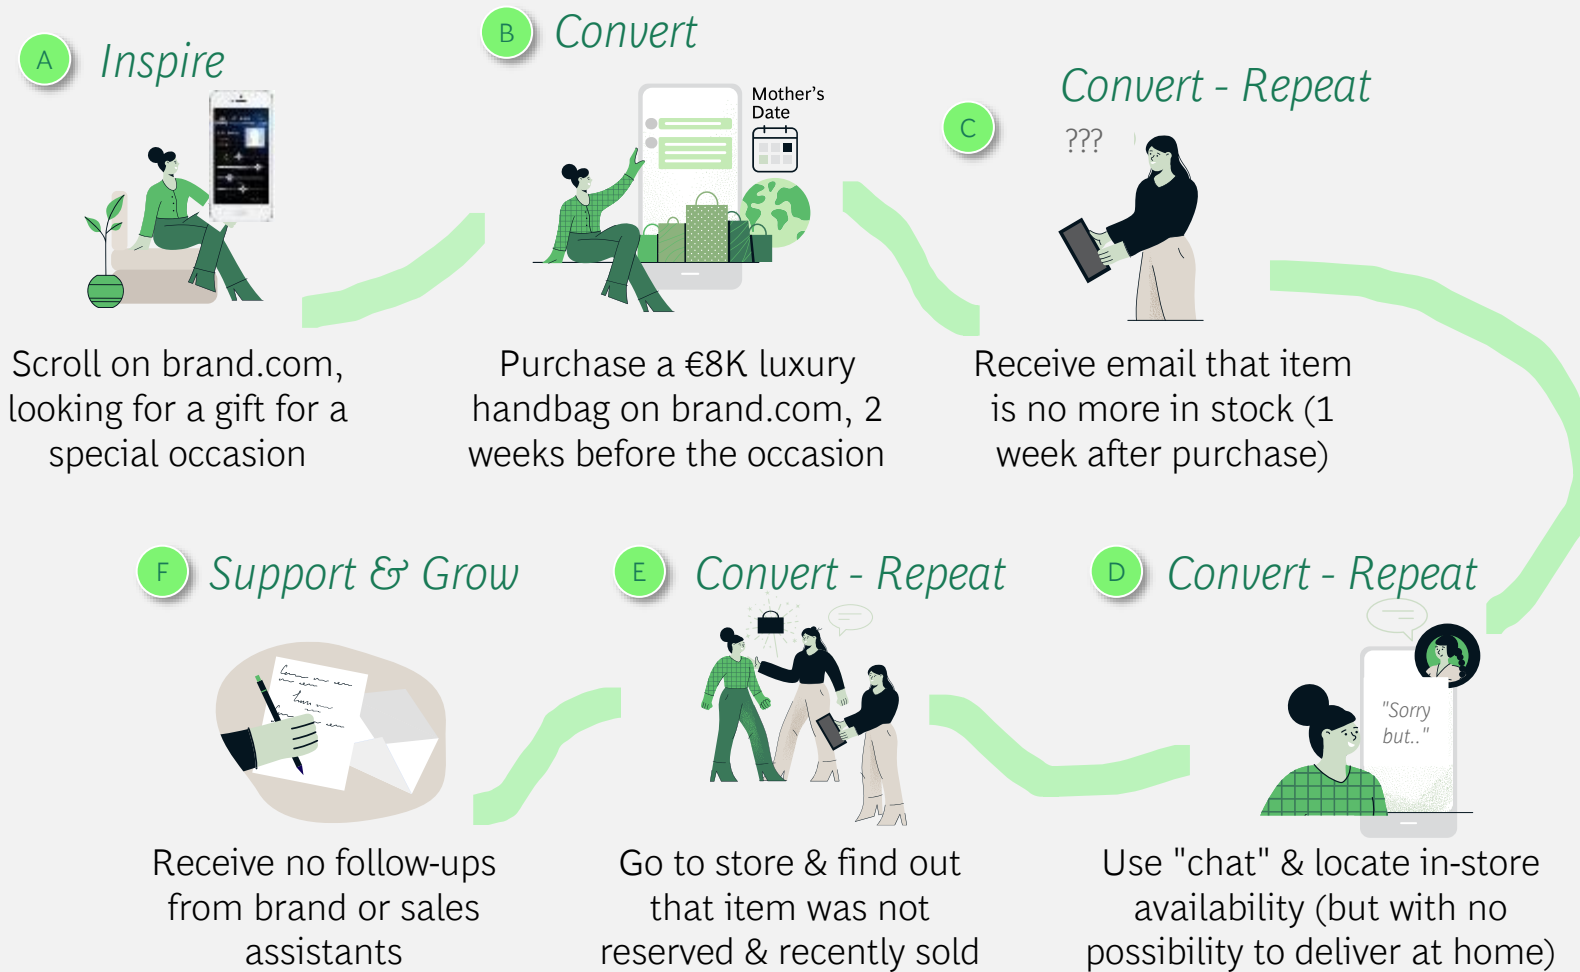 A
Inspire
B
Convert
Mother's
Date
C
Convert - Repeat
???
Scroll on brand.com,
looking for a gift for a
special occasion
Purchase a €8K luxury
handbag on brand.com, 2
weeks before the occasion
Receive email that item
is no more in stock (1
week after purchase)
D
Convert - Repeat
"Sorry
but.."
Use "chat" & locate in-store
availability (but with no
possibility to deliver at home)
E
Convert - Repeat
Go to store & find out
that item was not
reserved & recently sold
F
Support & Grow
Receive no follow-ups
from brand or sales
assistants